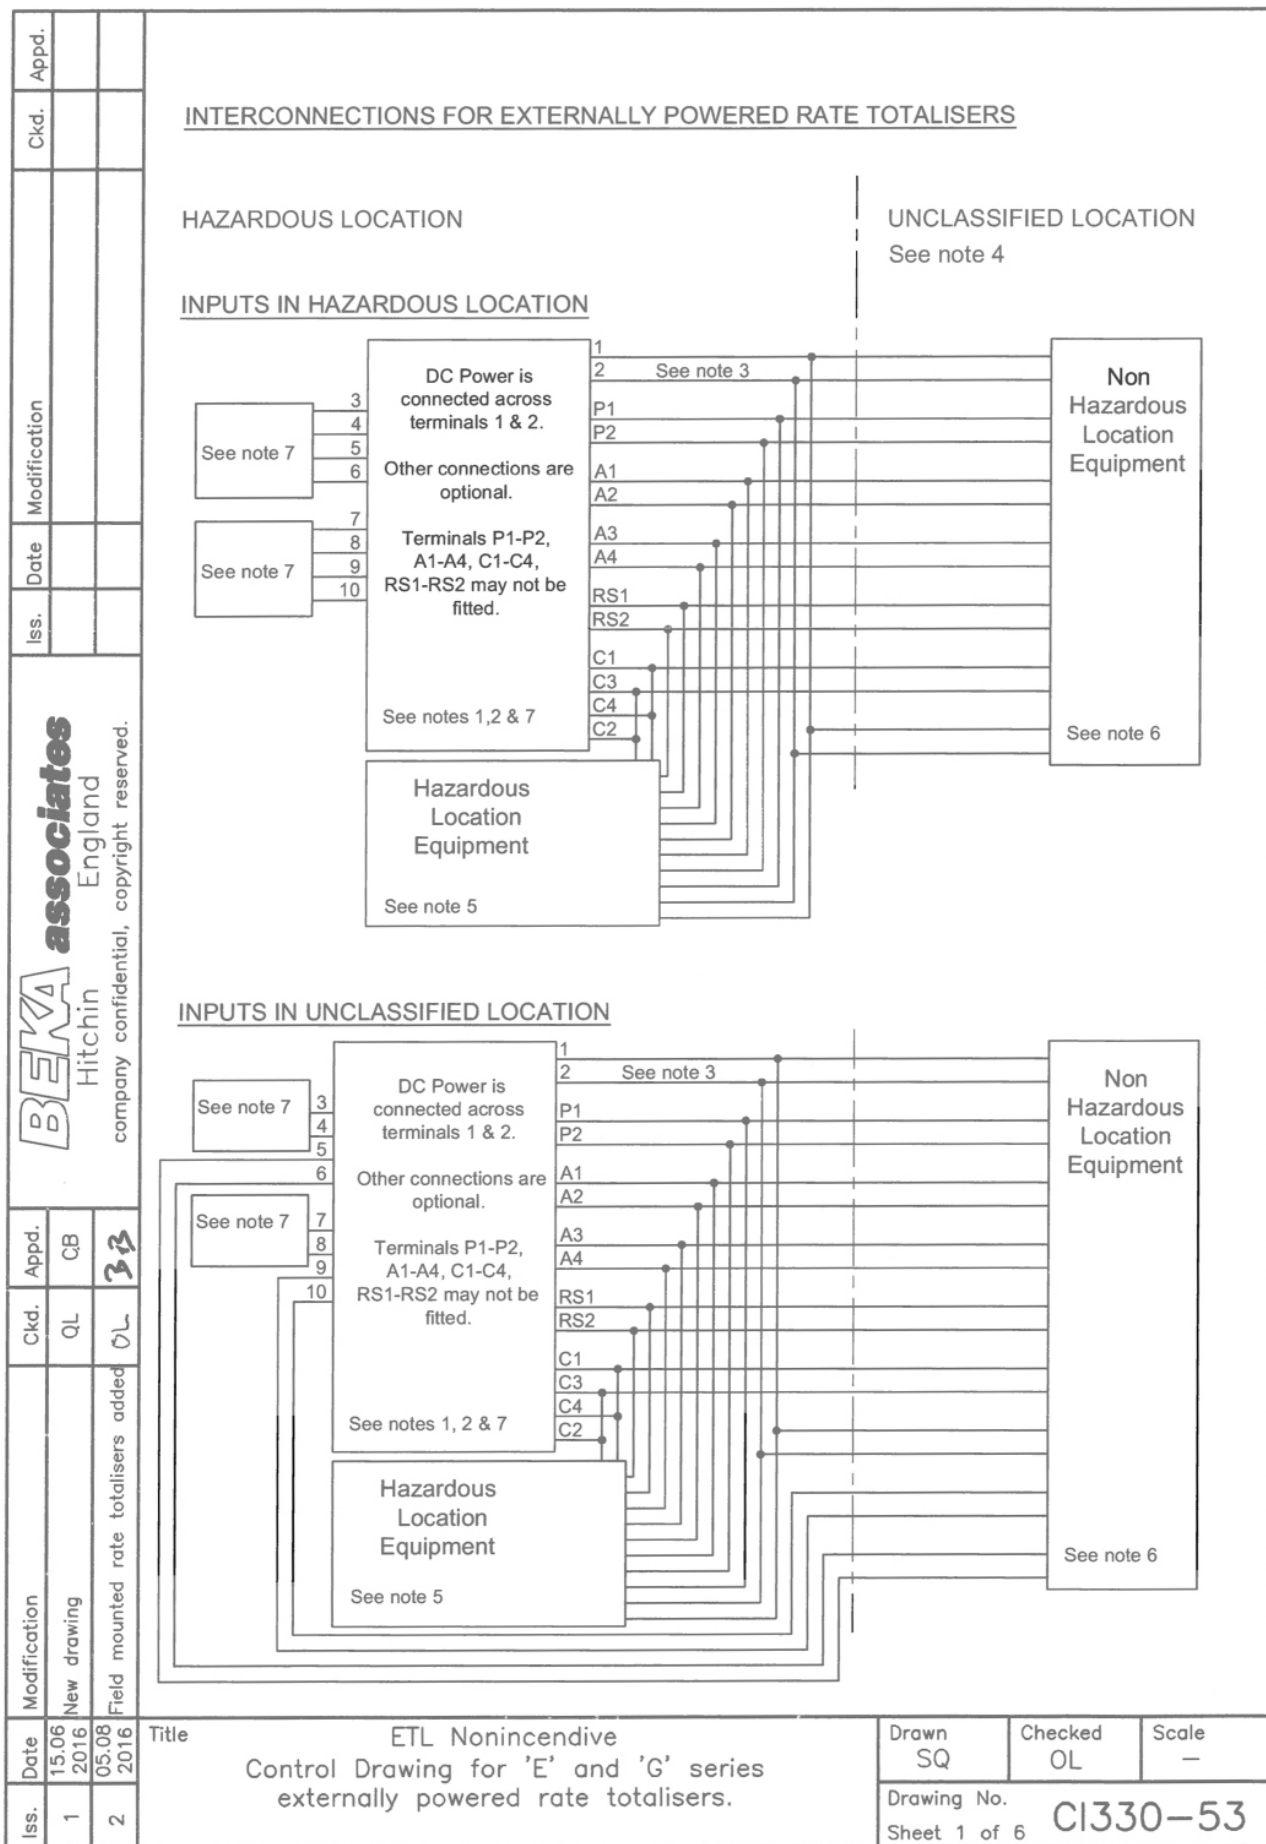 INTERCONNECTIONS FOR EXTERNALLY POWERED RATE TOTALISERS
HAZARDOUS LOCATION
UNCLASSIFIED LOCATION
See note 4
INPUTS IN HAZARDOUS LOCATION
See note 7
3
4
5
6
See note 7
7
8
9
10
DC Power is
connected across
terminals 1 & 2.
Other connections are
optional.
Terminals P1-P2,
A1-A4, C1-C4,
RS1-RS2 may not be
fitted.
See notes 1,2 & 7
1
2
See note 3
P1
P2
A1
A2
A3
A4
RS1
RS2
C1
C3
C4
C2
Non
Hazardous
Location
Equipment
See note 6
Hazardous
Location
Equipment
See note 5
INPUTS IN UNCLASSIFIED LOCATION
See note 7
3
4
5
6
See note 7
7
8
9
10
DC Power is
connected across
terminals 1 & 2.
Other connections are
optional.
Terminals P1-P2,
A1-A4, C1-C4,
RS1-RS2 may not be
fitted.
See notes 1, 2 & 7
1
2
See note 3
P1
P2
A1
A2
A3
A4
RS1
RS2
C1
C3
C4
C2
Non
Hazardous
Location
Equipment
See note 6
Hazardous
Location
Equipment
See note 5
Iss. Date Modification Ckd. Appd.
BEKA associates
Hitchin England
company confidential, copyright reserved.
Iss. Date Modification Ckd. Appd.
1 15.06 2016 New drawing QL CB
2 05.08 2016 Field mounted rate totalisers added OL
Title
ETL Nonincendive
Control Drawing for 'E' and 'G' series
externally powered rate totalisers.
Drawn
SQ
Checked
OL
Scale
—
Drawing No.
CI330-53
Sheet 1 of 6